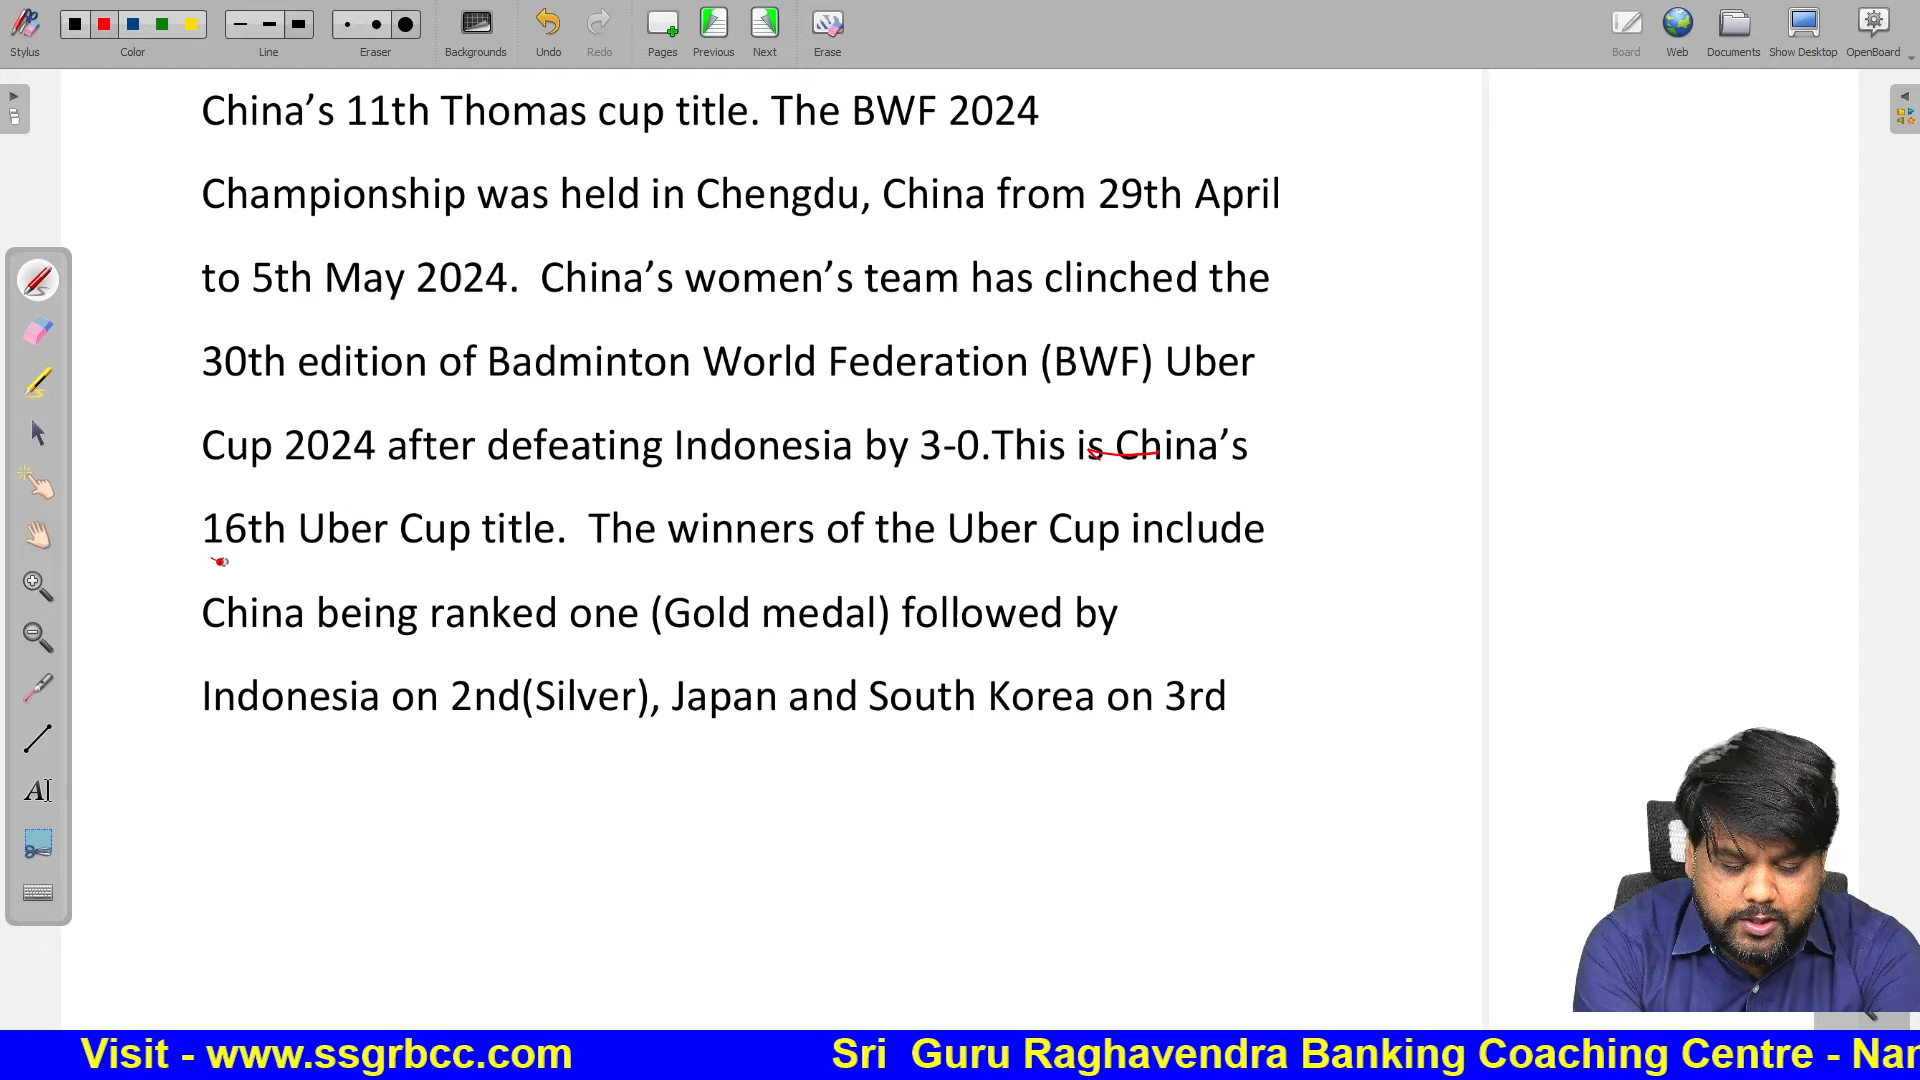 Stylus Color Line Eraser Backgrounds Undo Redo Pages Previous Next Erase Board Web Documents Show Desktop OpenBoard
China’s 11th Thomas cup title. The BWF 2024
Championship was held in Chengdu, China from 29th April
to 5th May 2024.  China’s women’s team has clinched the
30th edition of Badminton World Federation (BWF) Uber
Cup 2024 after defeating Indonesia by 3-0.This is China’s
16th Uber Cup title.  The winners of the Uber Cup include
China being ranked one (Gold medal) followed by
Indonesia on 2nd(Silver), Japan and South Korea on 3rd
Visit - www.ssgrbcc.com Sri  Guru Raghavendra Banking Coaching Centre - Nan